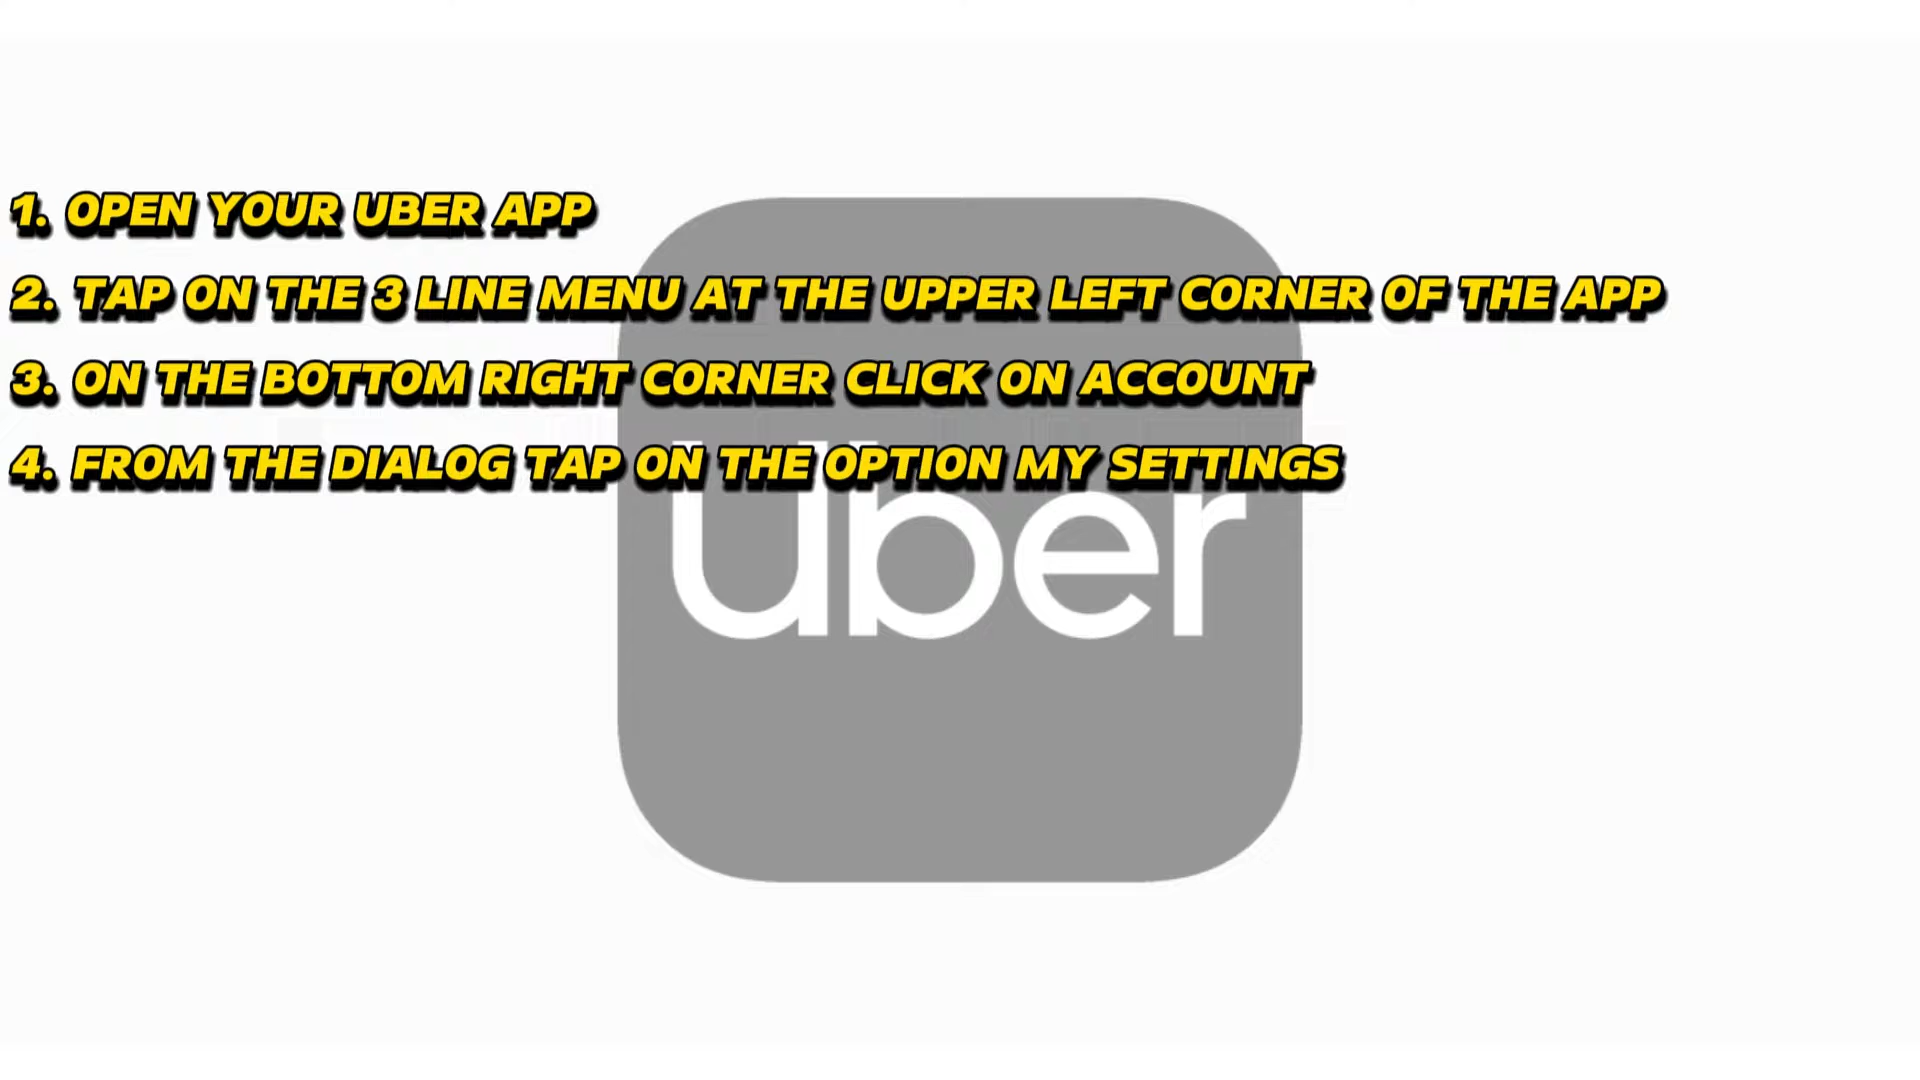 1. OPEN YOUR UBER APP
2. TAP ON THE 3 LINE MENU AT THE UPPER LEFT CORNER OF THE APP
3. ON THE BOTTOM RIGHT CORNER CLICK ON ACCOUNT
4. FROM THE DIALOG TAP ON THE OPTION MY SETTINGS
Uber